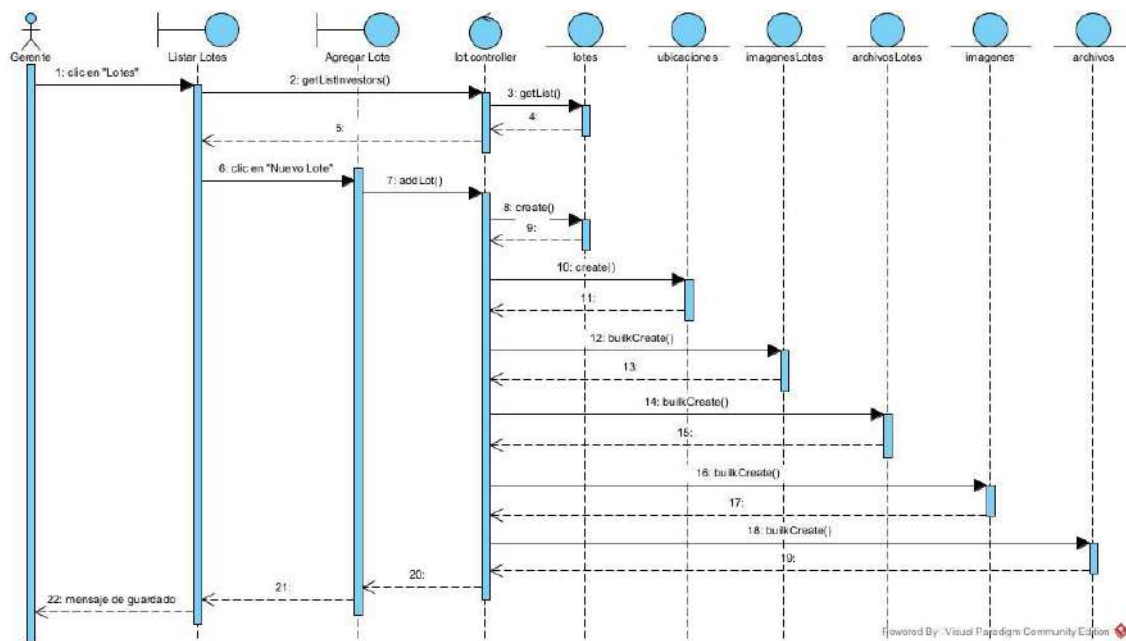 Gerente
Listar Lotes
Agregar Lote
lot controller
lotes
ubicaciones
imagenesLotes
archivosLotes
imagenes
archivos
1: clic en "Lotes"
2: getListInvestors()
3: getList()
4:
5:
6: clic en "Nuevo Lote"
7: addLot()
8: create()
9:
10: create()
11:
12: builkCreate()
13:
14: builkCreate()
15:
16: builkCreate()
17:
18: builkCreate()
19:
20:
21:
22: mensaje de guardado
Powered By: Visual Paradigm Community Edition